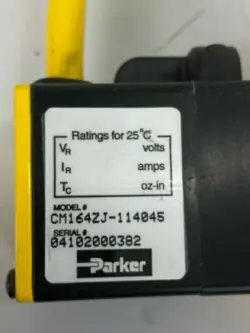 Ratings for 25°C
VR volts
IR amps
TC oz-in
MODEL #
CM164ZJ-114045
SERIAL #
04102000382
Parker